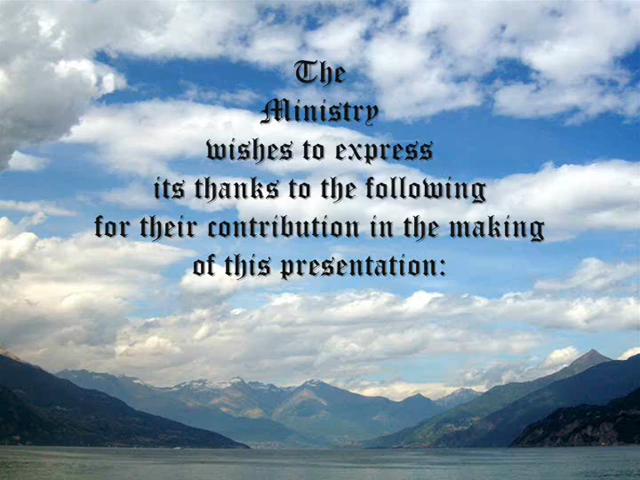 The
Ministry
wishes to express
its thanks to the following
for their contribution in the making
of this presentation: